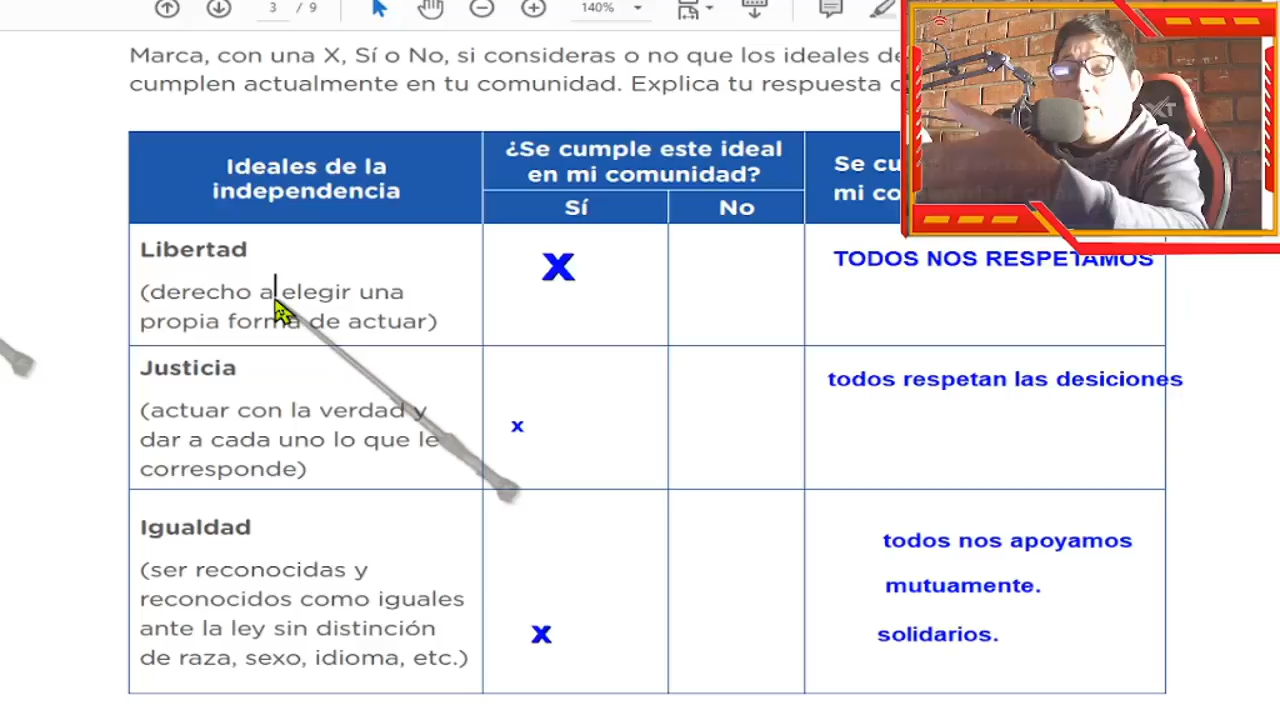 3 / 9
140%
Marca, con una X, Sí o No, si consideras o no que los ideales de
cumplen actualmente en tu comunidad. Explica tu respuesta
Ideales de la
independencia
¿Se cumple este ideal
en mi comunidad?
Sí
No
Se
mi
Libertad
(derecho a elegir una
propia forma de actuar)
X
TODOS NOS RESPETAMOS
Justicia
(actuar con la verdad y
dar a cada uno lo que le
corresponde)
x
todos respetan las desiciones
Igualdad
(ser reconocidas y
reconocidos como iguales
ante la ley sin distinción
de raza, sexo, idioma, etc.)
x
todos nos apoyamos
mutuamente.
solidarios.